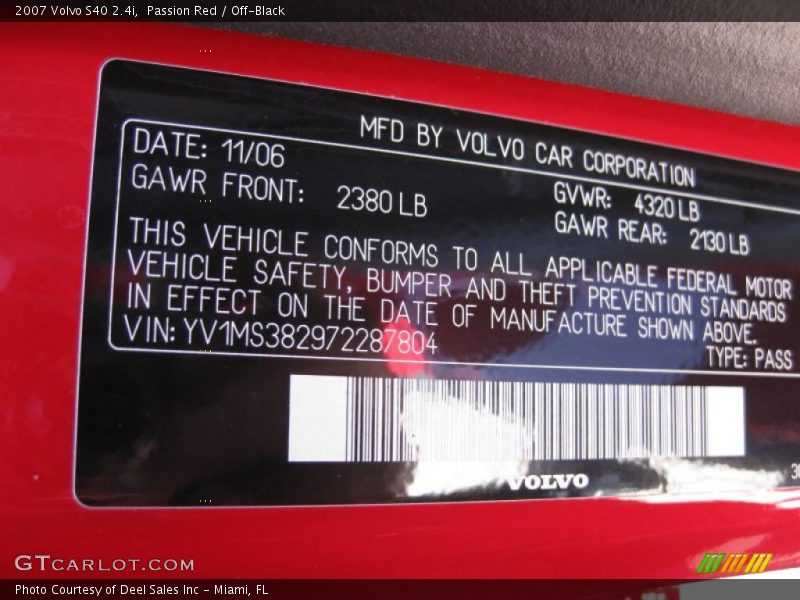 2007 Volvo S40 2.4i, Passion Red / Off-Black
MFD BY VOLVO CAR CORPORATION
DATE: 11/06
GVWR: 4320 LB
GAWR FRONT: 2380 LB
GAWR REAR: 2130 LB
THIS VEHICLE CONFORMS TO ALL APPLICABLE FEDERAL MOTOR
VEHICLE SAFETY, BUMPER AND THEFT PREVENTION STANDARDS
IN EFFECT ON THE DATE OF MANUFACTURE SHOWN ABOVE.
VIN: YV1MS382972287804
TYPE: PASS
VOLVO
GTCARLOT.COM
Photo Courtesy of Deel Sales Inc - Miami, FL